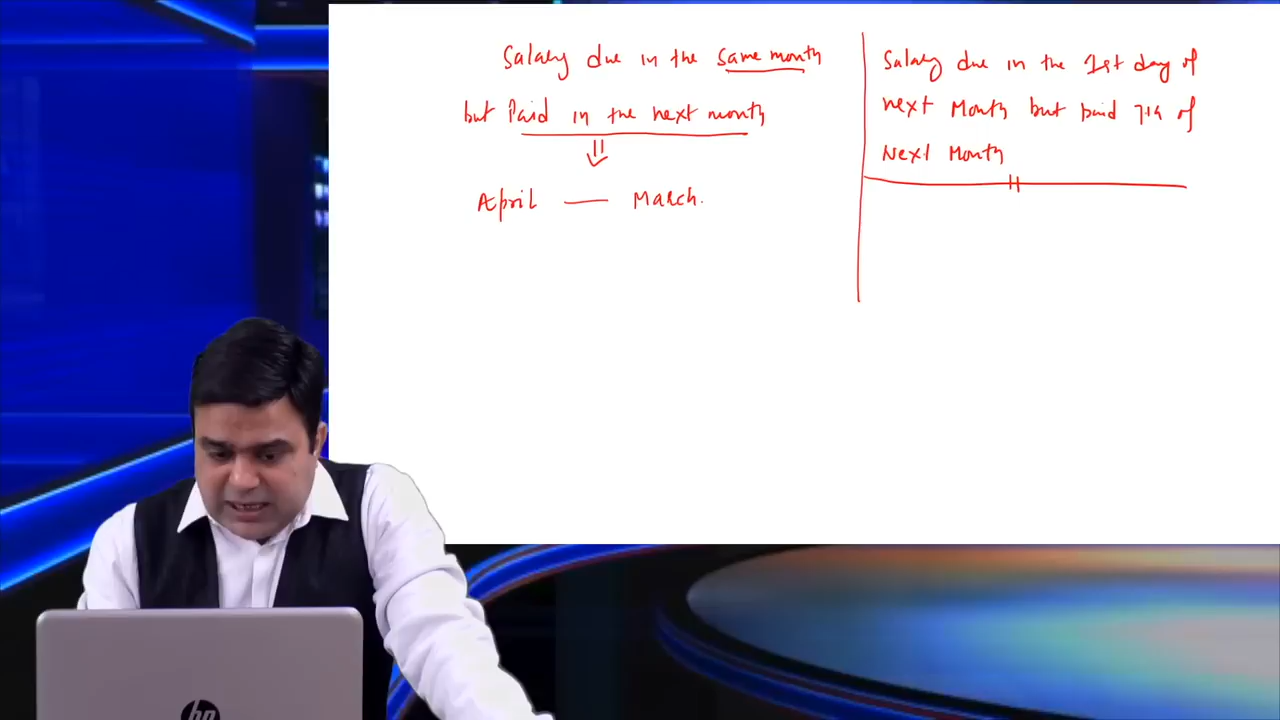 Salary due in the same month
but Paid in the next month
April — March.
Salary due in the 1st day of
next Month but paid 7th of
Next Month
hp